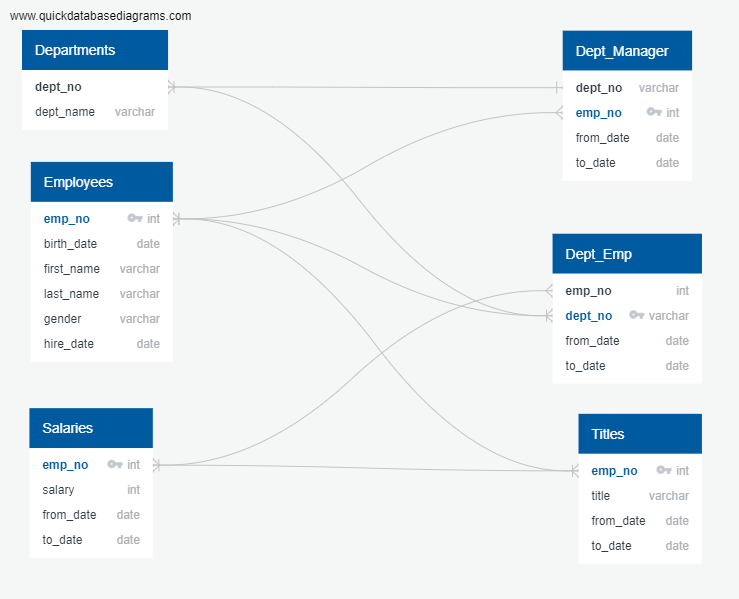 www.quickdatabasediagrams.com
Departments
dept_no
dept_name varchar
Dept_Manager
dept_no varchar
emp_no int
from_date date
to_date date
Employees
emp_no int
birth_date date
first_name varchar
last_name varchar
gender varchar
hire_date date
Dept_Emp
emp_no int
dept_no varchar
from_date date
to_date date
Salaries
emp_no int
salary int
from_date date
to_date date
Titles
emp_no int
title varchar
from_date date
to_date date